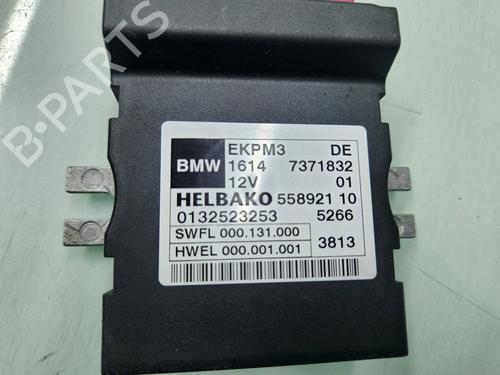 B-PARTS
EKPM3 DE
BMW 1614 7371832
12V 01
HELBAKO 558921 10
0132523253 5266
SWFL 000.131.000
HWEL 000.001.001 3813